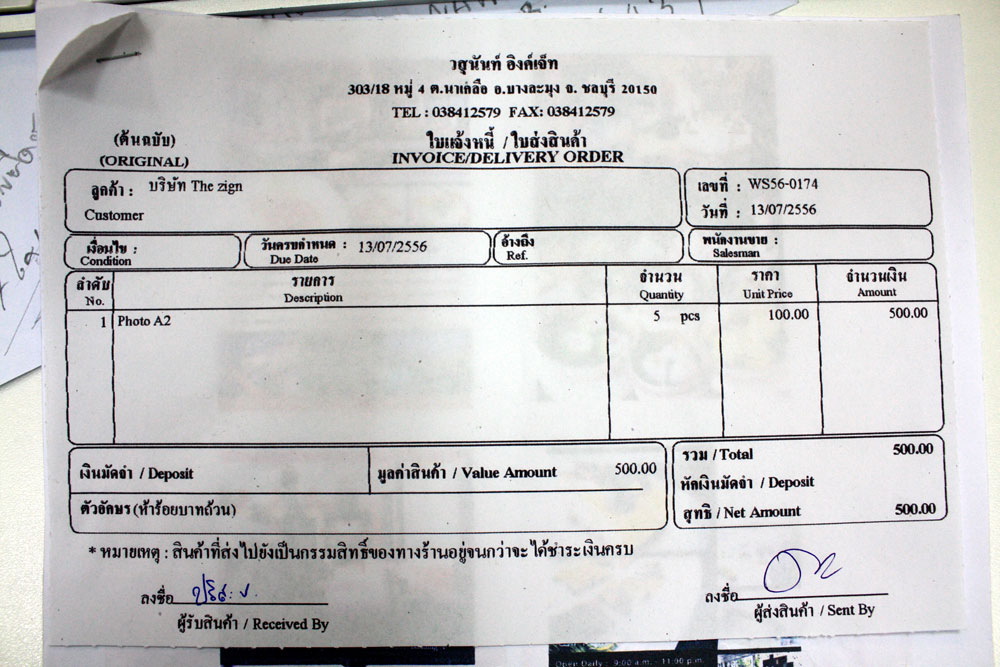 วสุนันท์ อิงค์เจ็ท
303/18 หมู่ 4 ต.นาเกลือ อ.บางละมุง จ. ชลบุรี 20150
TEL : 038412579 FAX: 038412579
(ต้นฉบับ)
(ORIGINAL)
ใบแจ้งหนี้ / ใบส่งสินค้า
INVOICE/DELIVERY ORDER
ลูกค้า : บริษัท The zign
Customer
เลขที่ : WS56-0174
วันที่ : 13/07/2556
เงื่อนไข :
Condition
วันครบกำหนด : 13/07/2556
Due Date
อ้างถึง
Ref.
พนักงานขาย :
Salesman
ลำดับ รายการ จำนวน ราคา จำนวนเงิน
No. Description Quantity Unit Price Amount
1 Photo A2 5 pcs 100.00 500.00
เงินมัดจำ / Deposit
มูลค่าสินค้า / Value Amount 500.00
ตัวอักษร (ห้าร้อยบาทถ้วน)
รวม / Total 500.00
หักเงินมัดจำ / Deposit
สุทธิ / Net Amount 500.00
* หมายเหตุ : สินค้าที่ส่งไปยังเป็นกรรมสิทธิ์ของทางร้านอยู่จนกว่าจะ ได้ชำระเงินครบ
ลงชื่อ
ผู้รับสินค้า / Received By
ลงชื่อ
ผู้ส่งสินค้า / Sent By
Open Daily : 9:00 a.m. - 11:00 p.m.